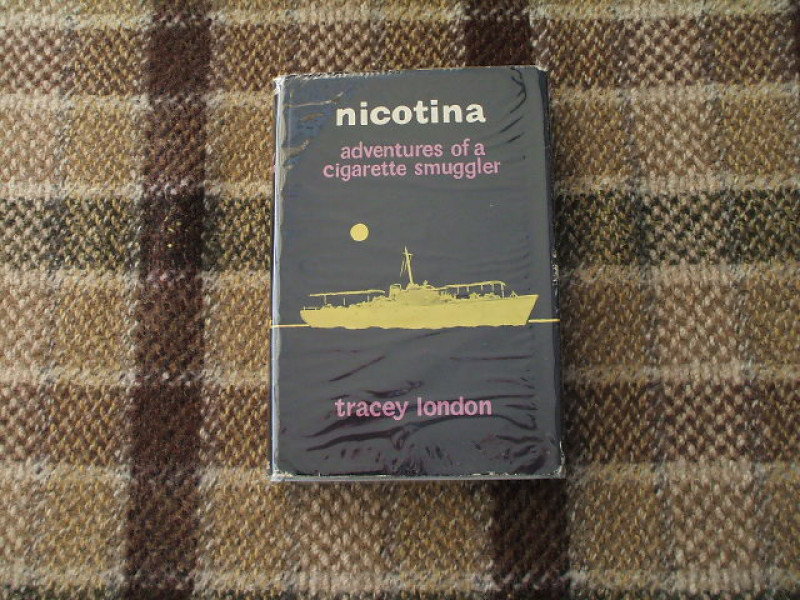 nicotina
adventures of a
cigarette smuggler
tracey london